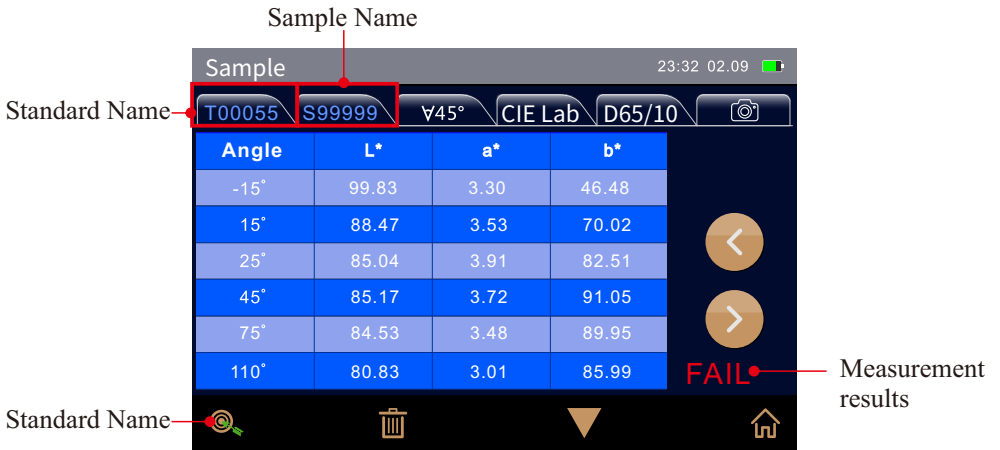 Sample Name
Sample 23:32 02.09
Standard Name
T00055 S99999 ∀45° CIE Lab D65/10
Angle L* a* b*
-15° 99.83 3.30 46.48
15° 88.47 3.53 70.02
25° 85.04 3.91 82.51
45° 85.17 3.72 91.05
75° 84.53 3.48 89.95
110° 80.83 3.01 85.99
FAIL
Measurement
results
Standard Name